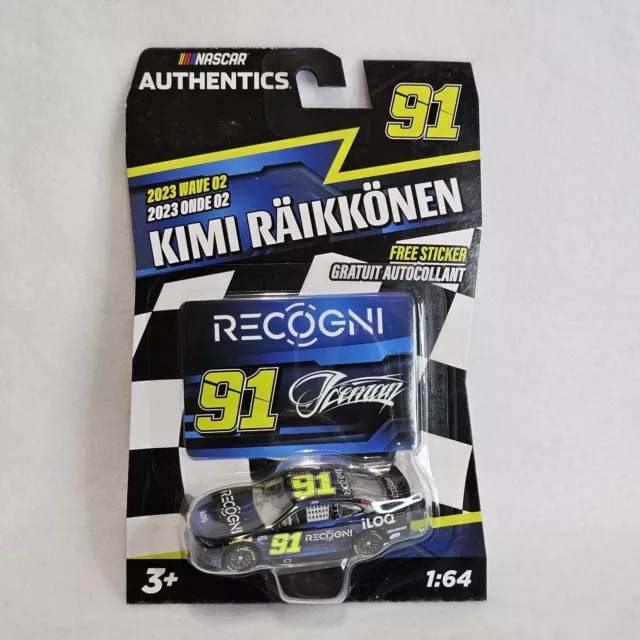 NASCAR
AUTHENTICS
91
2023 WAVE 02
2023 ONDE 02
KIMI RÄIKKÖNEN
FREE STICKER
GRATUIT AUTOCOLLANT
RECOGNI
91
Iceman
91
RECOGNI
RECOGNI
91
iLOQ
3+
1:64